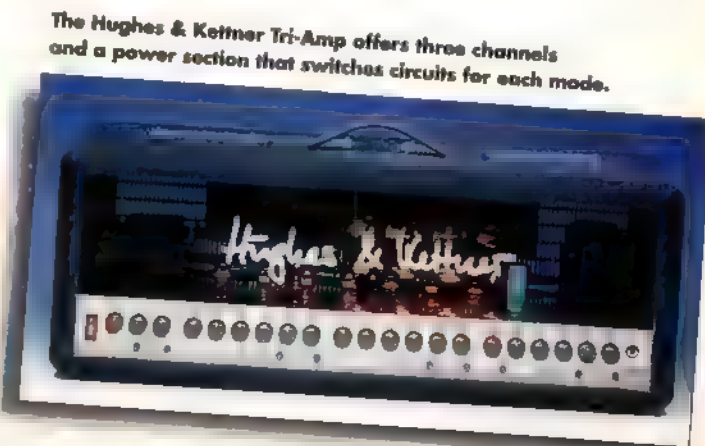 The Hughes & Kettner Tri-Amp offers three channels
and a power section that switches circuits for each mode.
Hughes & Kettner